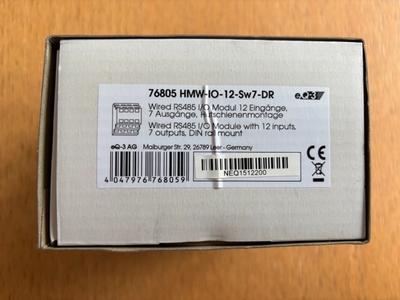 76805 HMW-IO-12-Sw7-DR
eQ-3
Wired RS485 I/O Modul 12 Eingänge,
7 Ausgänge, Hutschienenmontage
Wired RS485 I/O Module with 12 inputs,
7 outputs, DIN rail mount
eQ-3 AG Maiburger Str. 29, 26789 Leer - Germany
4 047976 768059
NEQ1512200
CE